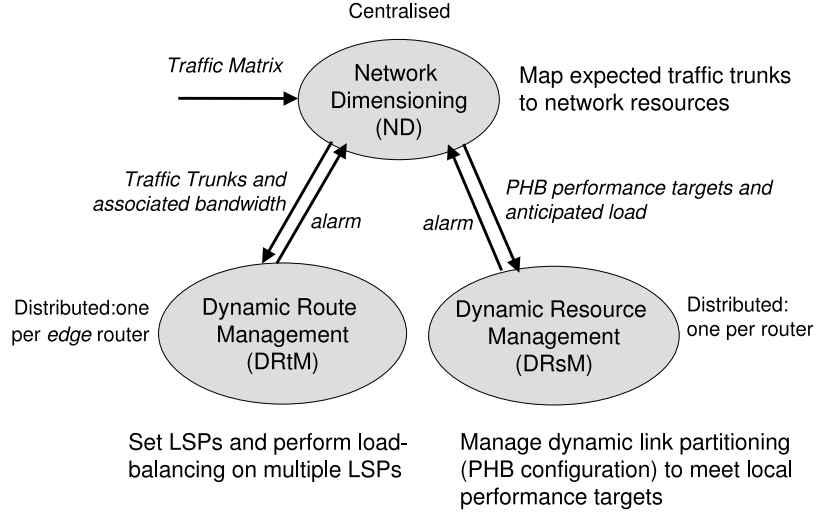 Centralised
Traffic Matrix
Network
Dimensioning
(ND)
Map expected traffic trunks
to network resources
Traffic Trunks and
associated bandwidth
alarm
alarm
PHB performance targets and
anticipated load
Distributed:one
per edge router
Dynamic Route
Management
(DRtM)
Dynamic Resource
Management
(DRsM)
Distributed:
one per router
Set LSPs and perform load-
balancing on multiple LSPs
Manage dynamic link partitioning
(PHB configuration) to meet local
performance targets